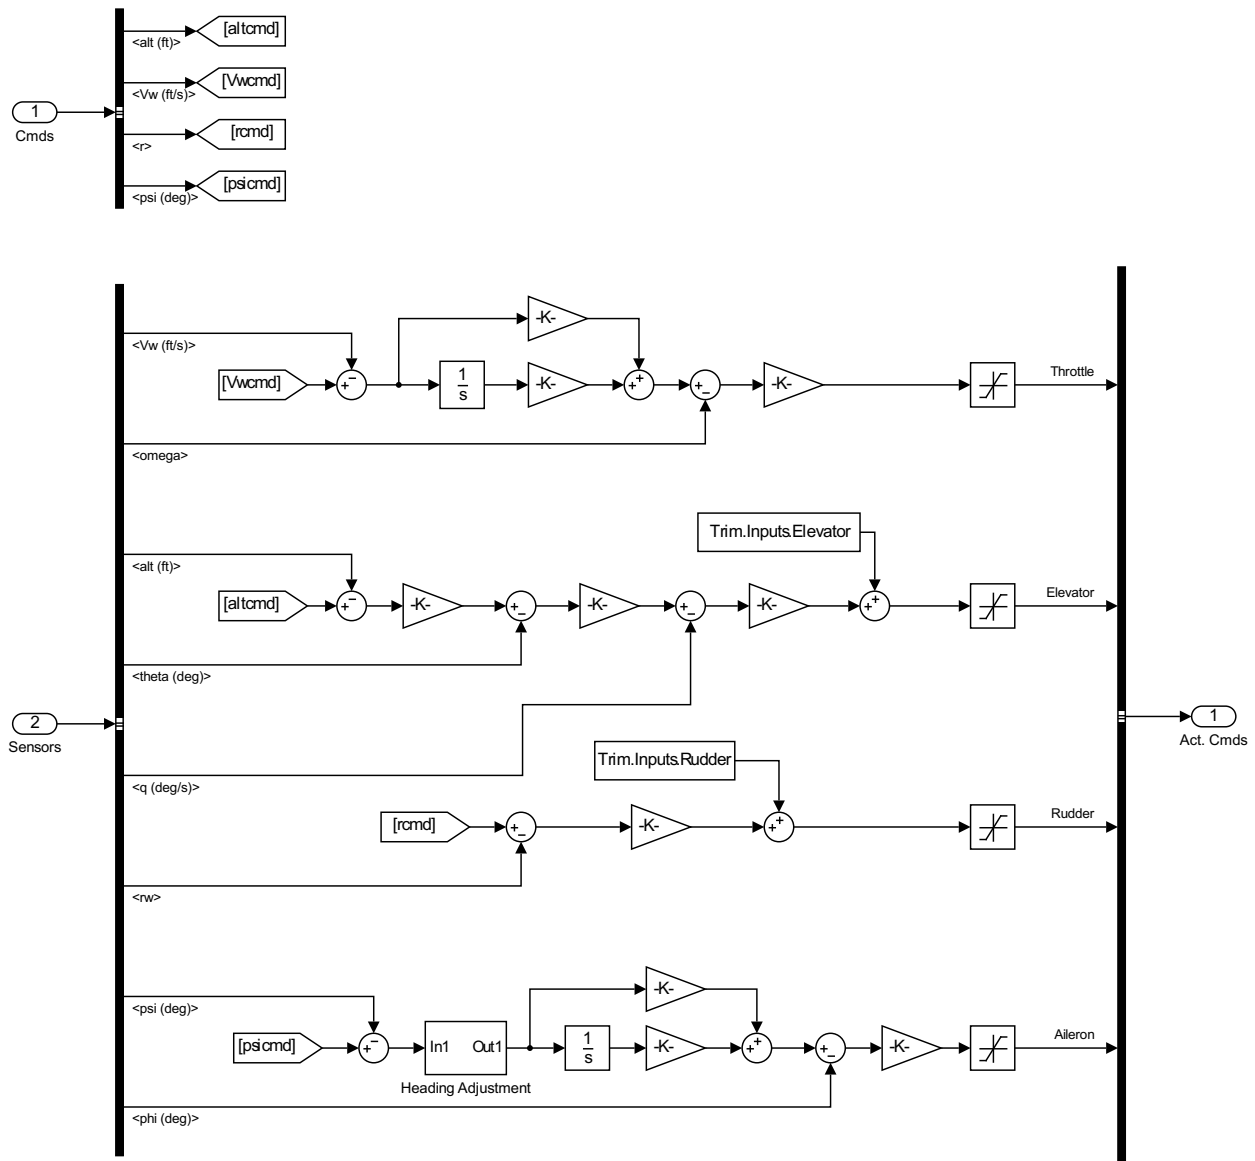 <alt (ft)>
[altcmd]
<Vw (ft/s)>
[Vwcmd]
1
Cmds
<r>
[rcmd]
<psi (deg)>
[psicmd]
<Vw (ft/s)>
-K-
[Vwcmd]
+ −
1
s
-K-
+ +
+ −
-K-
Throttle
<omega>
Trim.Inputs.Elevator
<alt (ft)>
[altcmd]
+ −
-K-
+ −
-K-
+ −
-K-
+ +
Elevator
<theta (deg)>
2
Sensors
1
Act. Cmds
<q (deg/s)>
Trim.Inputs.Rudder
[rcmd]
+ −
-K-
+ +
Rudder
<rw>
<psi (deg)>
-K-
[psicmd]
+ −
In1 Out1
Heading Adjustment
1
s
-K-
+ +
+ −
-K-
Aileron
<phi (deg)>